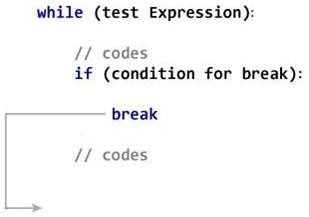 while (test Expression):
// codes
if (condition for break):
break
// codes